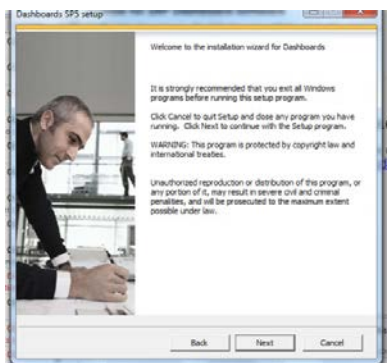 Dashboards SP5 setup
Welcome to the installation wizard for Dashboards
It is strongly recommended that you exit all Windows
programs before running this setup program.
Click Cancel to quit Setup and close any program you have
running. Click Next to continue with the Setup program.
WARNING: This program is protected by copyright law and
international treaties.
Unauthorized reproduction or distribution of this program, or
any portion of it, may result in severe civil and criminal
penalties, and will be prosecuted to the maximum extent
possible under law.
Back
Next
Cancel